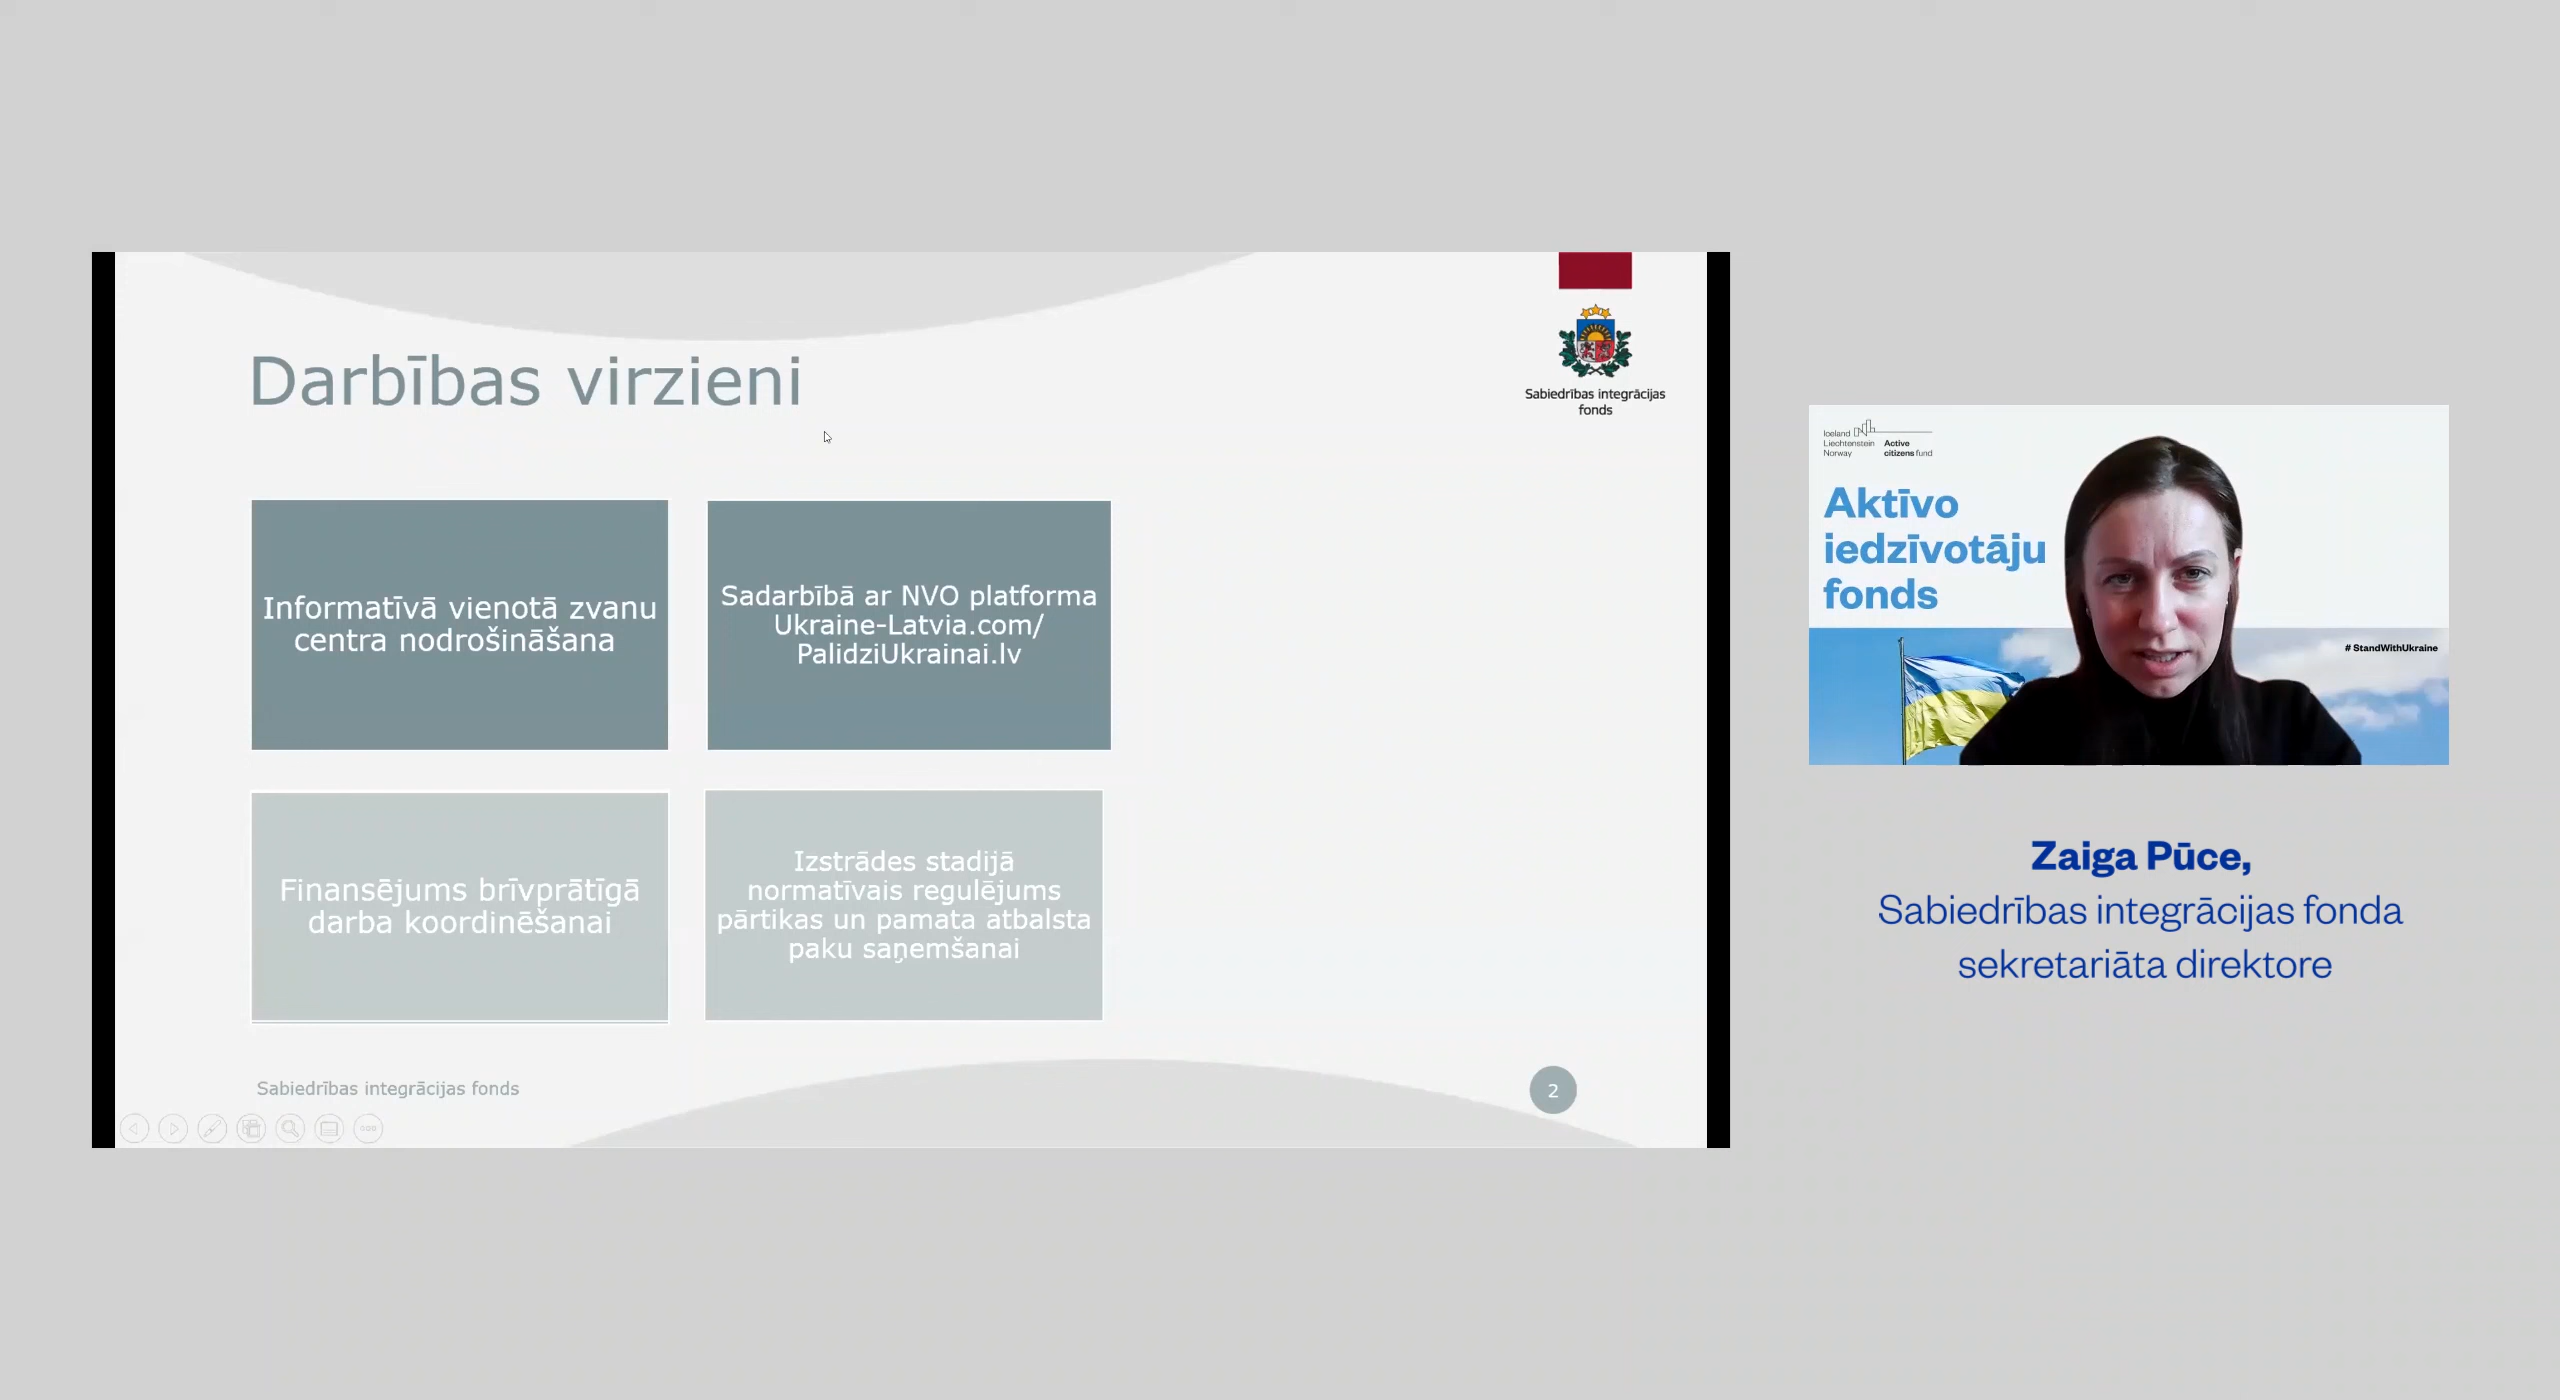 Darbības virzieni
Sabiedrības integrācijas
fonds
Informatīvā vienotā zvanu
centra nodrošināšana
Sadarbībā ar NVO platforma
Ukraine-Latvia.com/
PalidziUkrainai.lv
Finansējums brīvprātīgā
darba koordinēšanai
Izstrādes stadijā
normatīvais regulējums
pārtikas un pamata atbalsta
paku saņemšanai
Sabiedrības integrācijas fonds
2
Iceland
Liechtenstein
Norway
Active
citizens fund
Aktīvo
iedzīvotāju
fonds
# StandWithUkraine
Zaiga Pūce,
Sabiedrības integrācijas fonda
sekretariāta direktore